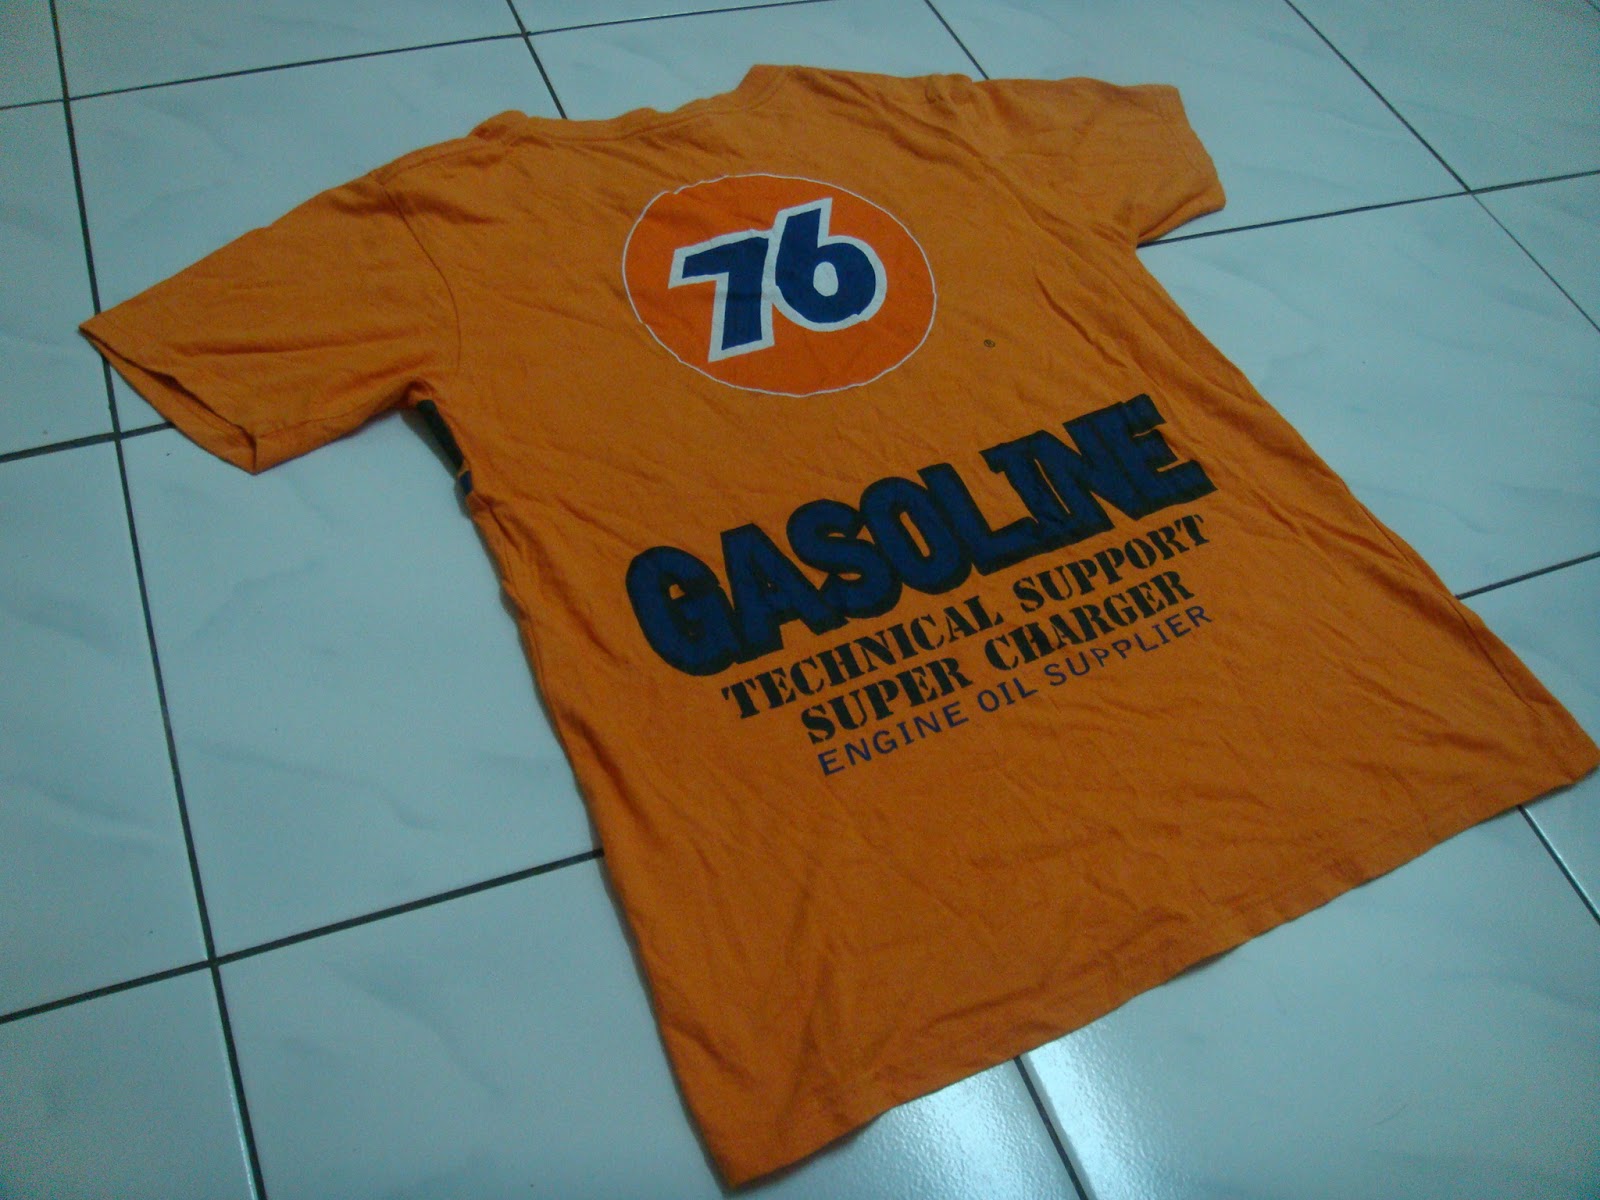 76
®
GASOLINE
TECHNICAL SUPPORT
SUPER CHARGER
ENGINE OIL SUPPLIER